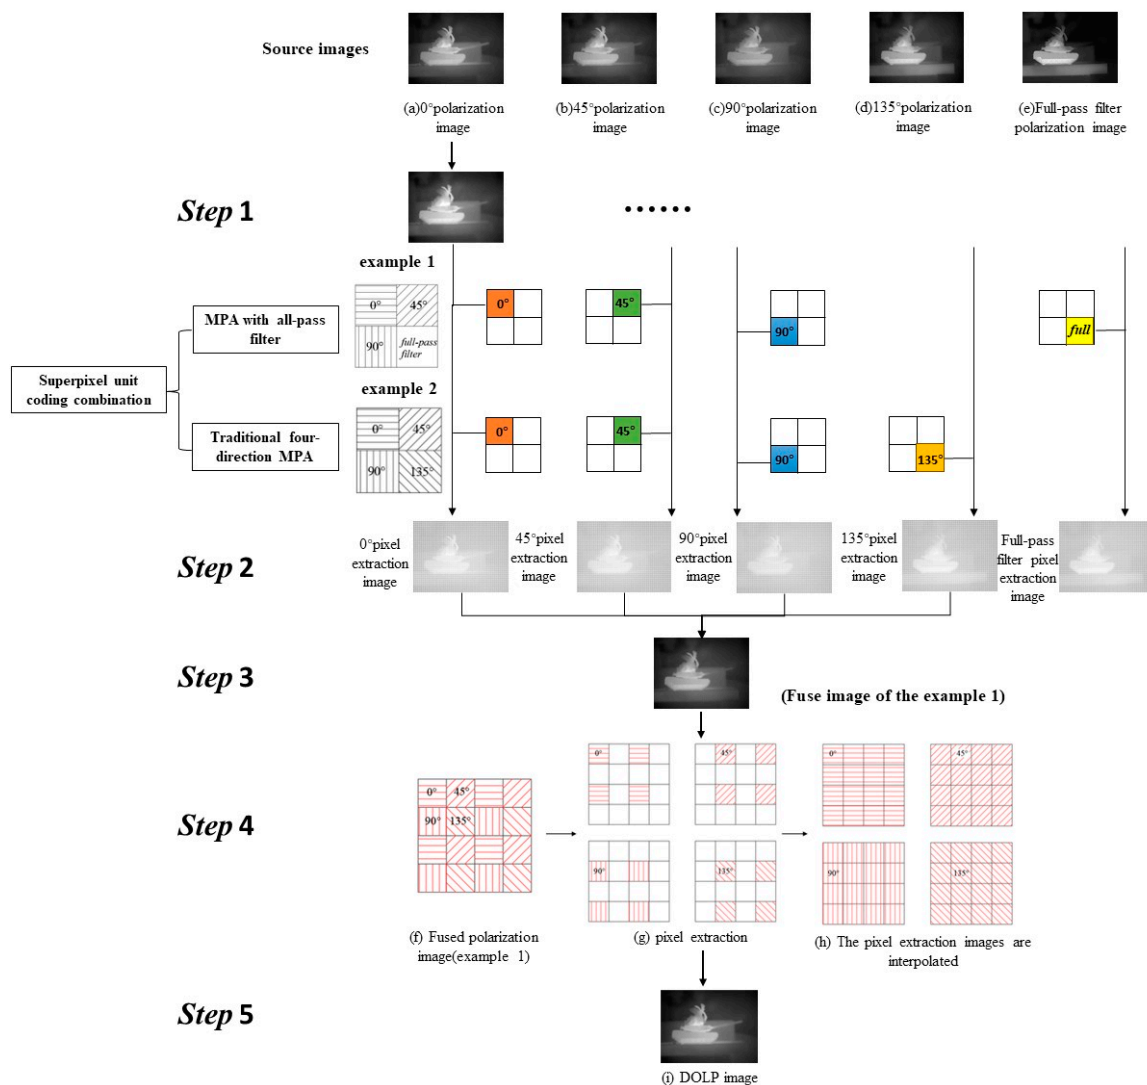 Source images
(a)0°polarization
image
(b)45°polarization
image
(c)90°polarization
image
(d)135°polarization
image
(e)Full-pass filter
polarization image
Step 1
......
example 1
0°
45°
90°
full-pass
filter
MPA with all-pass
filter
0°
45°
90°
full
Superpixel unit
coding combination
example 2
0°
45°
90°
135°
Traditional four-
direction MPA
0°
45°
90°
135°
Step 2
0°pixel
extraction
image
45°pixel
extraction
image
90°pixel
extraction
image
135°pixel
extraction
image
Full-pass
filter pixel
extraction
image
Step 3
(Fuse image of the example 1)
Step 4
0°
45°
90°
135°
0°
45°
90°
135°
0°
45°
90°
135°
(f) Fused polarization
image(example 1)
(g) pixel extraction
(h) The pixel extraction images are
interpolated
Step 5
(i) DOLP image